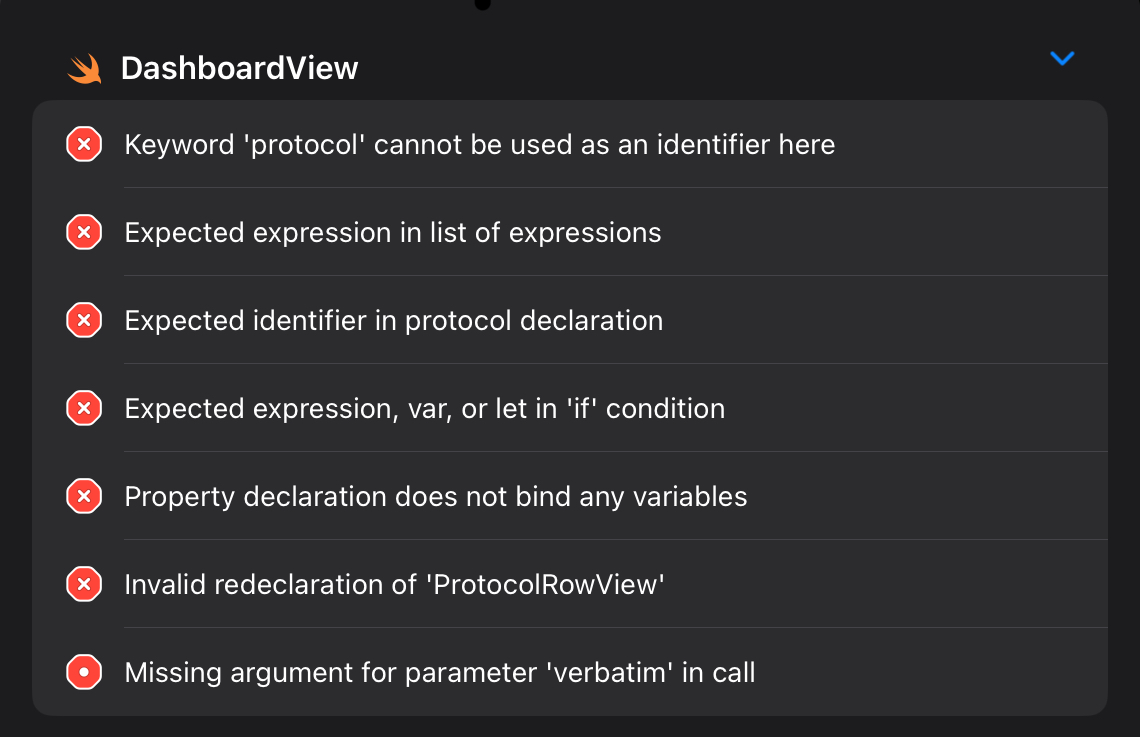 DashboardView
Keyword 'protocol' cannot be used as an identifier here
Expected expression in list of expressions
Expected identifier in protocol declaration
Expected expression, var, or let in 'if' condition
Property declaration does not bind any variables
Invalid redeclaration of 'ProtocolRowView'
Missing argument for parameter 'verbatim' in call